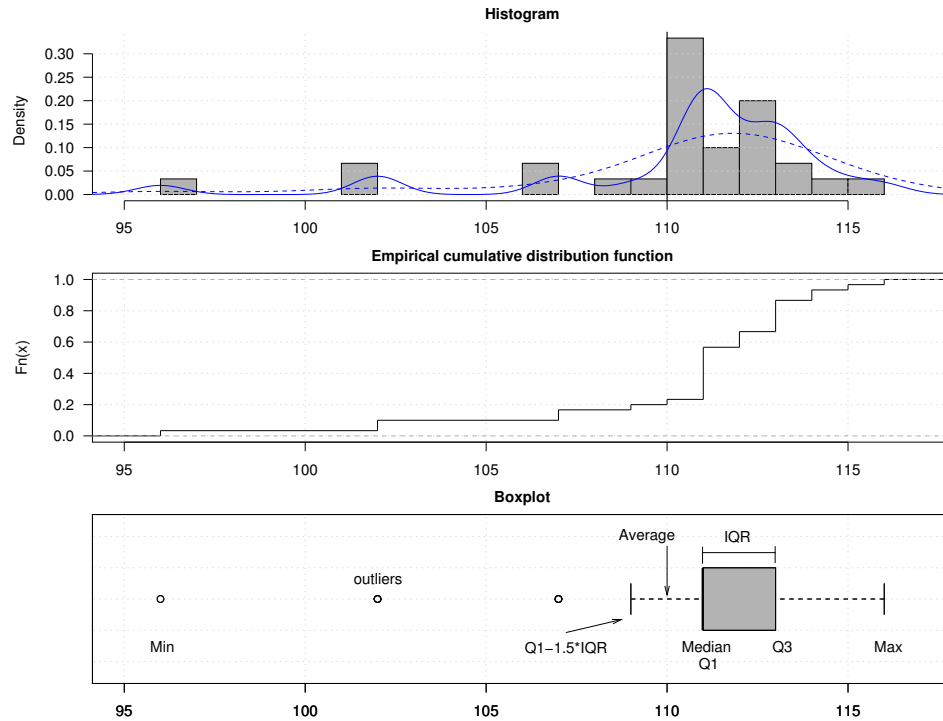 Histogram
Density
0.30
0.25
0.20
0.15
0.10
0.05
0.00
95 100 105 110 115
Empirical cumulative distribution function
Fn(x)
1.0
0.8
0.6
0.4
0.2
0.0
95 100 105 110 115
Boxplot
Average IQR
outliers
Min Q1−1.5*IQR Median Q3 Max
Q1
95 100 105 110 115